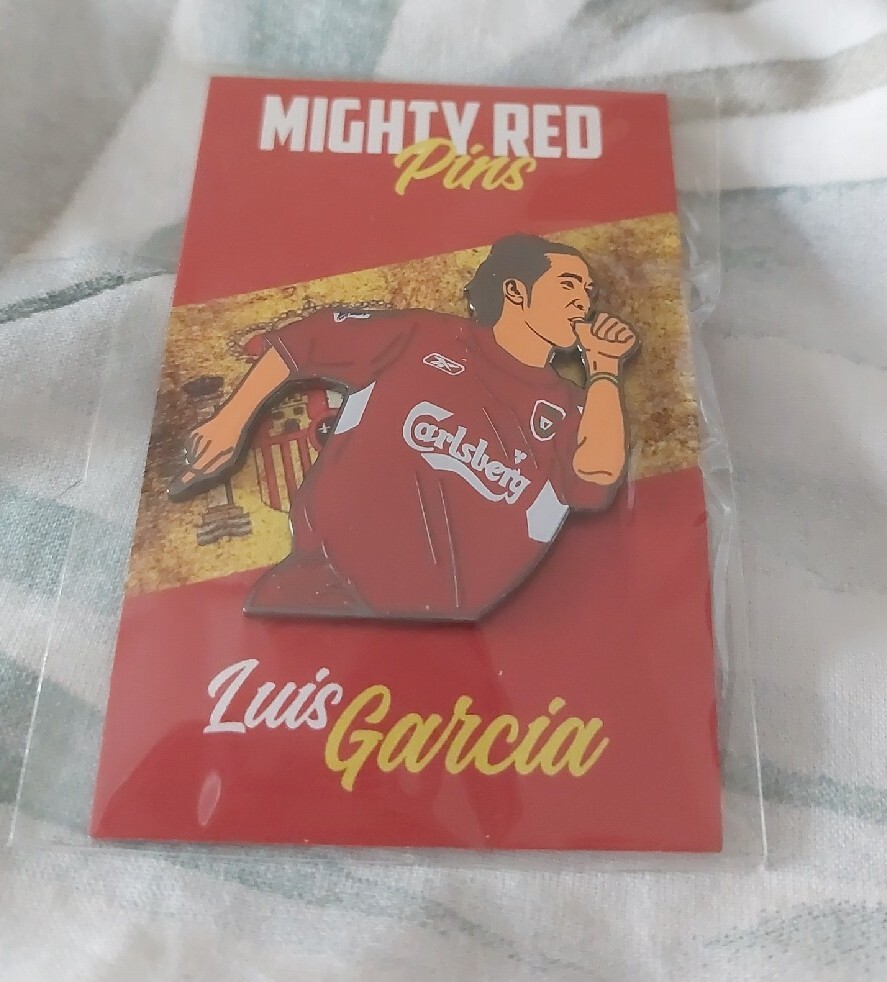 MIGHTY RED
Pins
Carlsberg
Luis Garcia